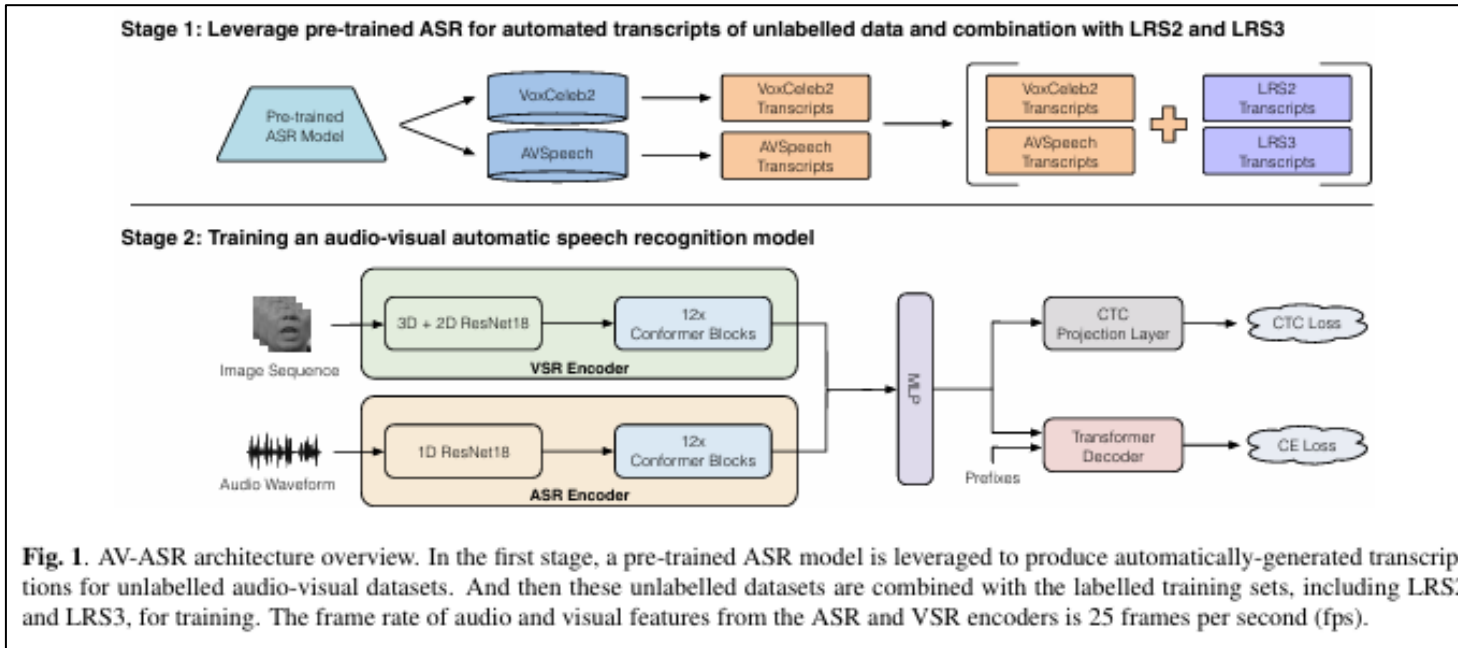 Stage 1: Leverage pre-trained ASR for automated transcripts of unlabelled data and combination with LRS2 and LRS3
Pre-trained
ASR Model
VoxCeleb2
AVSpeech
VoxCeleb2
Transcripts
AVSpeech
Transcripts
VoxCeleb2
Transcripts
AVSpeech
Transcripts
LRS2
Transcripts
LRS3
Transcripts
Stage 2: Training an audio-visual automatic speech recognition model
Image Sequence
3D + 2D ResNet18
12x
Conformer Blocks
VSR Encoder
Audio Waveform
1D ResNet18
12x
Conformer Blocks
ASR Encoder
MLP
CTC
Projection Layer
CTC Loss
Prefixes
Transformer
Decoder
CE Loss
Fig. 1. AV-ASR architecture overview. In the first stage, a pre-trained ASR model is leveraged to produce automatically-generated transcrip
tions for unlabelled audio-visual datasets. And then these unlabelled datasets are combined with the labelled training sets, including LRS2
and LRS3, for training. The frame rate of audio and visual features from the ASR and VSR encoders is 25 frames per second (fps).